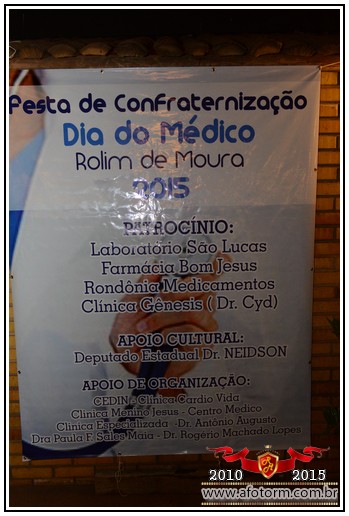 Festa de Confraternização
Dia do Médico
Rolim de Moura
2015
PATROCÍNIO:
Laboratório São Lucas
Farmácia Bom Jesus
Rondônia Medicamentos
Clínica Gênesis ( Dr. Cyd)
APOIO CULTURAL:
Deputado Estadual Dr. NEIDSON
APOIO DE ORGANIZAÇÃO:
CEDIN - Clínica Cardio Vida
Clínica Menino Jesus - Centro Médico
Clínica Especializada - Dr. Antônio Augusto
Dra Paula F. Sales Maia - Dr. Rogério Machado Lopes
2010 2015
www.afotorm.com.br